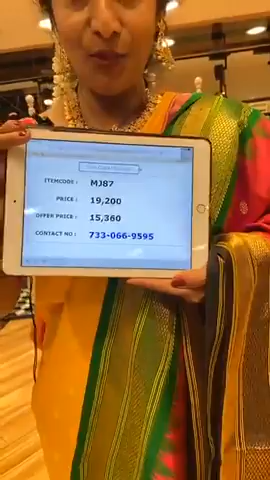 ITEMCODE : MJ87
PRICE : 19,200
OFFER PRICE : 15,360
CONTACT NO : 733-066-9595